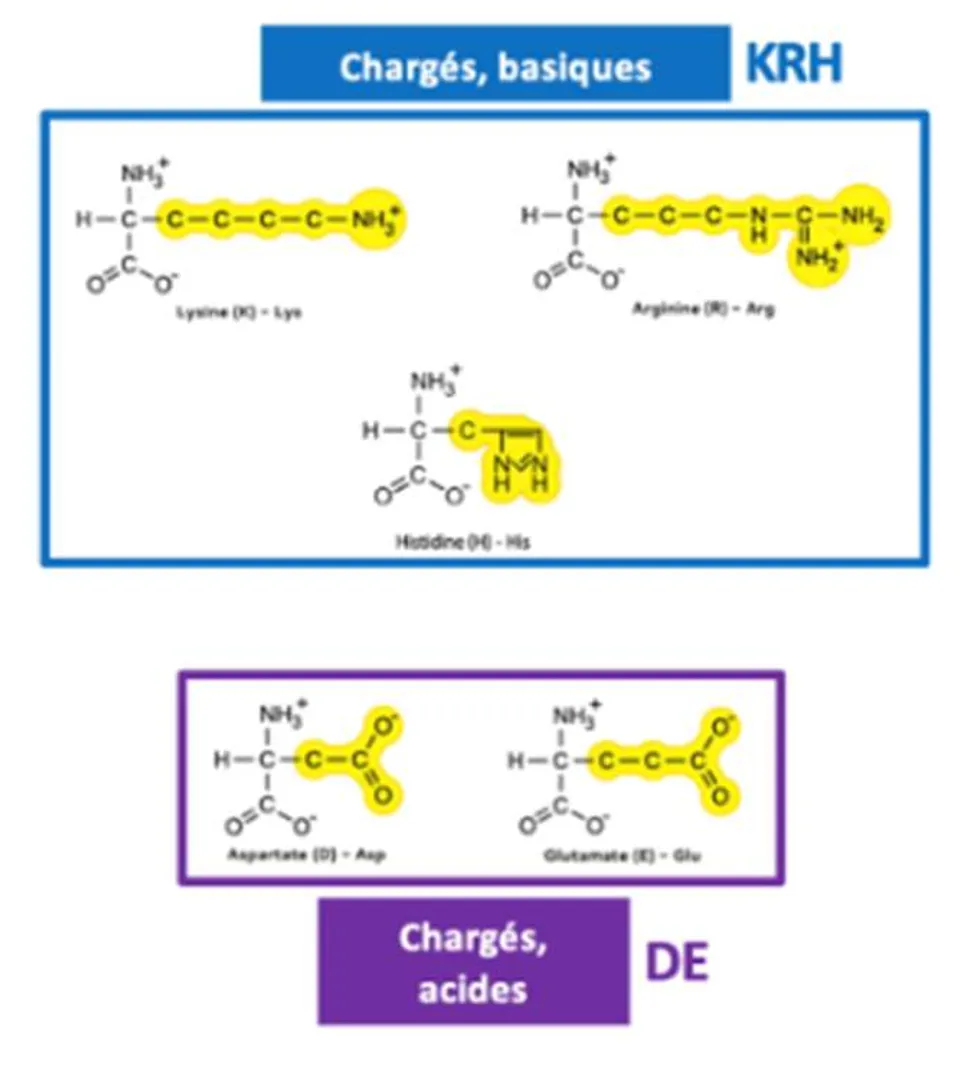 Chargés, basiques KRH
NH3+
H–C–C–C–C–C–NH3+
C
O O-
Lysine (K) - Lys
NH3+
H–C–C–C–C–N–C–NH2
H
NH2+
C
O O-
Arginine (R) - Arg
NH3+
H–C–C
N N
H H
C
O O-
Histidine (H) - His
NH3+
O-
H–C–C–C
O
C
O O-
Aspartate (D) - Asp
NH3+
O-
H–C–C–C–C
O
C
O O-
Glutamate (E) - Glu
Chargés,
acides
DE